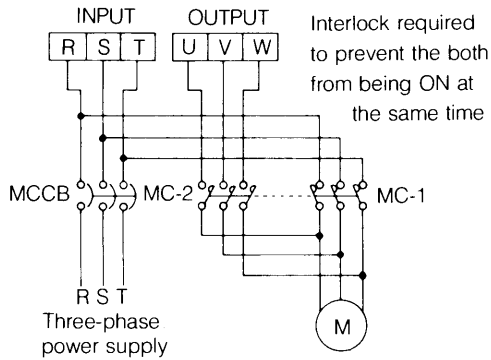 INPUT OUTPUT
R S T U V W
Interlock required
to prevent the both
from being ON at
the same time
MCCB MC-2 MC-1
R S T
Three-phase
power supply
M